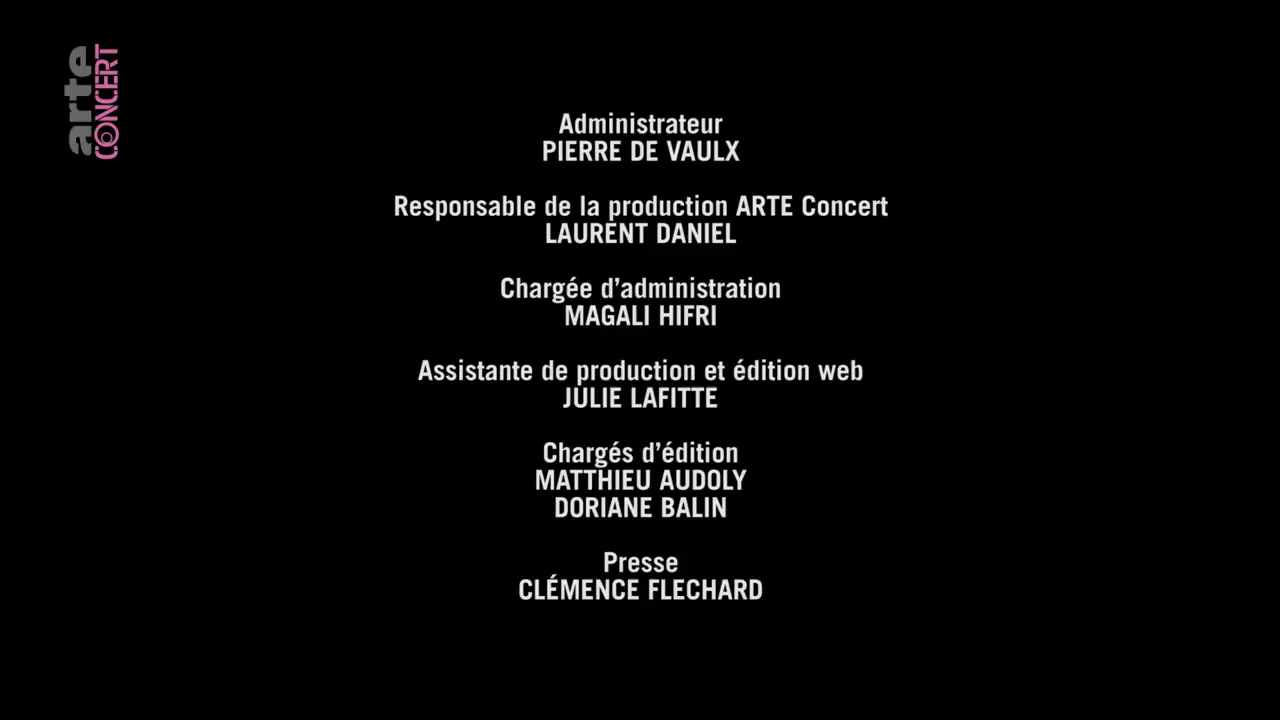 arte
CONCERT
Administrateur
PIERRE DE VAULX
Responsable de la production ARTE Concert
LAURENT DANIEL
Chargée d’administration
MAGALI HIFRI
Assistante de production et édition web
JULIE LAFITTE
Chargés d’édition
MATTHIEU AUDOLY
DORIANE BALIN
Presse
CLÉMENCE FLECHARD